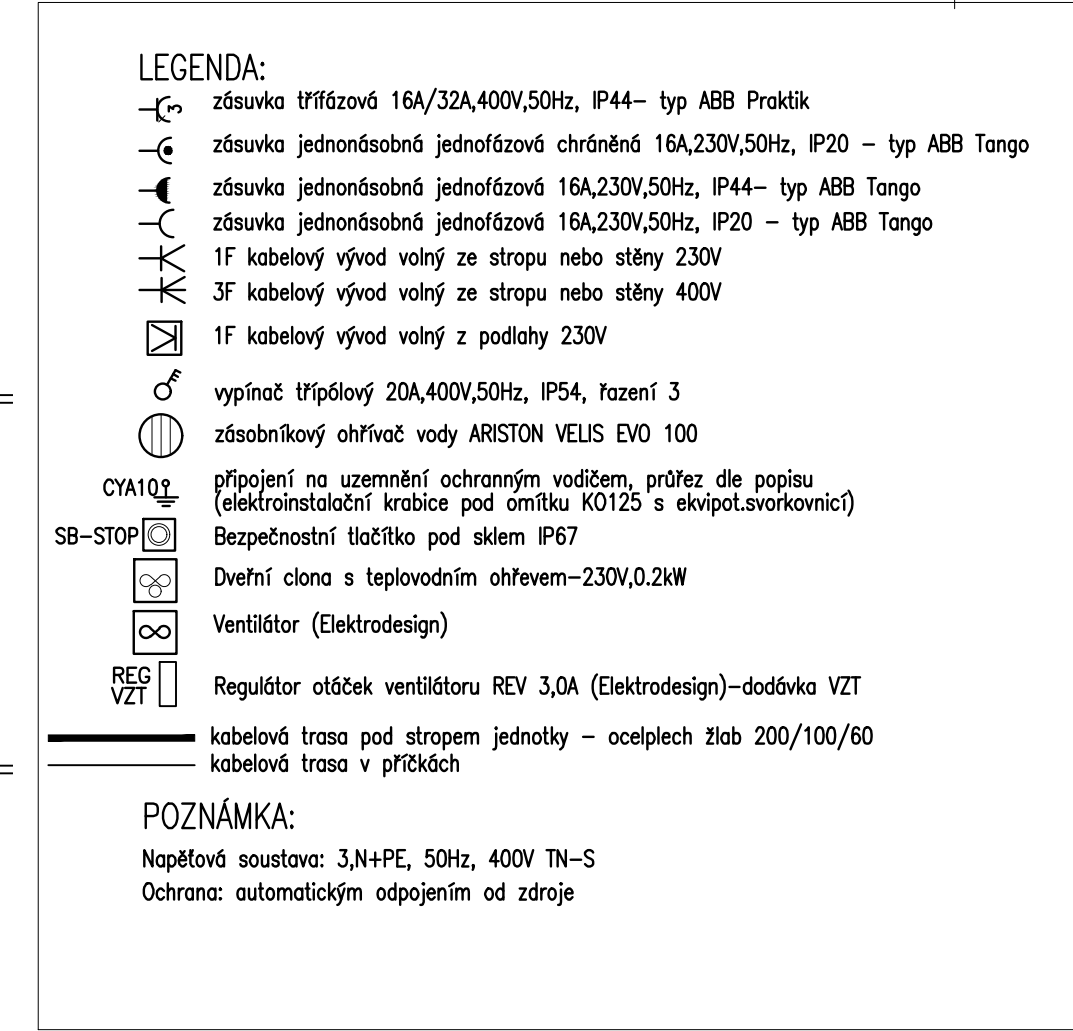 LEGENDA:
3 zásuvka třífázová 16A/32A,400V,50Hz, IP44– typ ABB Praktik
zásuvka jednonásobná jednofázová chráněná 16A,230V,50Hz, IP20 – typ ABB Tango
zásuvka jednonásobná jednofázová 16A,230V,50Hz, IP44– typ ABB Tango
zásuvka jednonásobná jednofázová 16A,230V,50Hz, IP20 – typ ABB Tango
1F kabelový vývod volný ze stropu nebo stěny 230V
3F kabelový vývod volný ze stropu nebo stěny 400V
1F kabelový vývod volný z podlahy 230V
vypínač třípólový 20A,400V,50Hz, IP54, řazení 3
zásobníkový ohřívač vody ARISTON VELIS EVO 100
CYA10 připojení na uzemnění ochranným vodičem, průřez dle popisu
(elektroinstalační krabice pod omítku KO125 s ekvipot.svorkovnicí)
SB–STOP Bezpečnostní tlačítko pod sklem IP67
Dveřní clona s teplovodním ohřevem–230V,0.2kW
Ventilátor (Elektrodesign)
REG
VZT Regulátor otáček ventilátoru REV 3,0A (Elektrodesign)–dodávka VZT
kabelová trasa pod stropem jednotky – ocelplech žlab 200/100/60
kabelová trasa v příčkách
POZNÁMKA:
Napěťová soustava: 3,N+PE, 50Hz, 400V TN–S
Ochrana: automatickým odpojením od zdroje